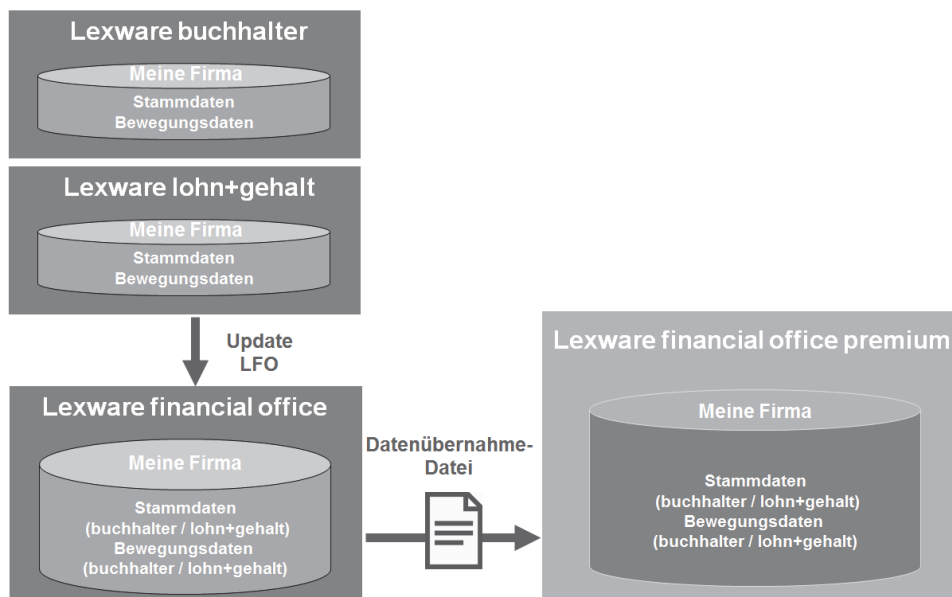 Lexware buchhalter
Meine Firma
Stammdaten
Bewegungsdaten
Lexware lohn+gehalt
Meine Firma
Stammdaten
Bewegungsdaten
Update
LFO
Lexware financial office
Meine Firma
Stammdaten
(buchhalter / lohn+gehalt)
Bewegungsdaten
(buchhalter / lohn+gehalt)
Datenübernahme-
Datei
Lexware financial office premium
Meine Firma
Stammdaten
(buchhalter / lohn+gehalt)
Bewegungsdaten
(buchhalter / lohn+gehalt)